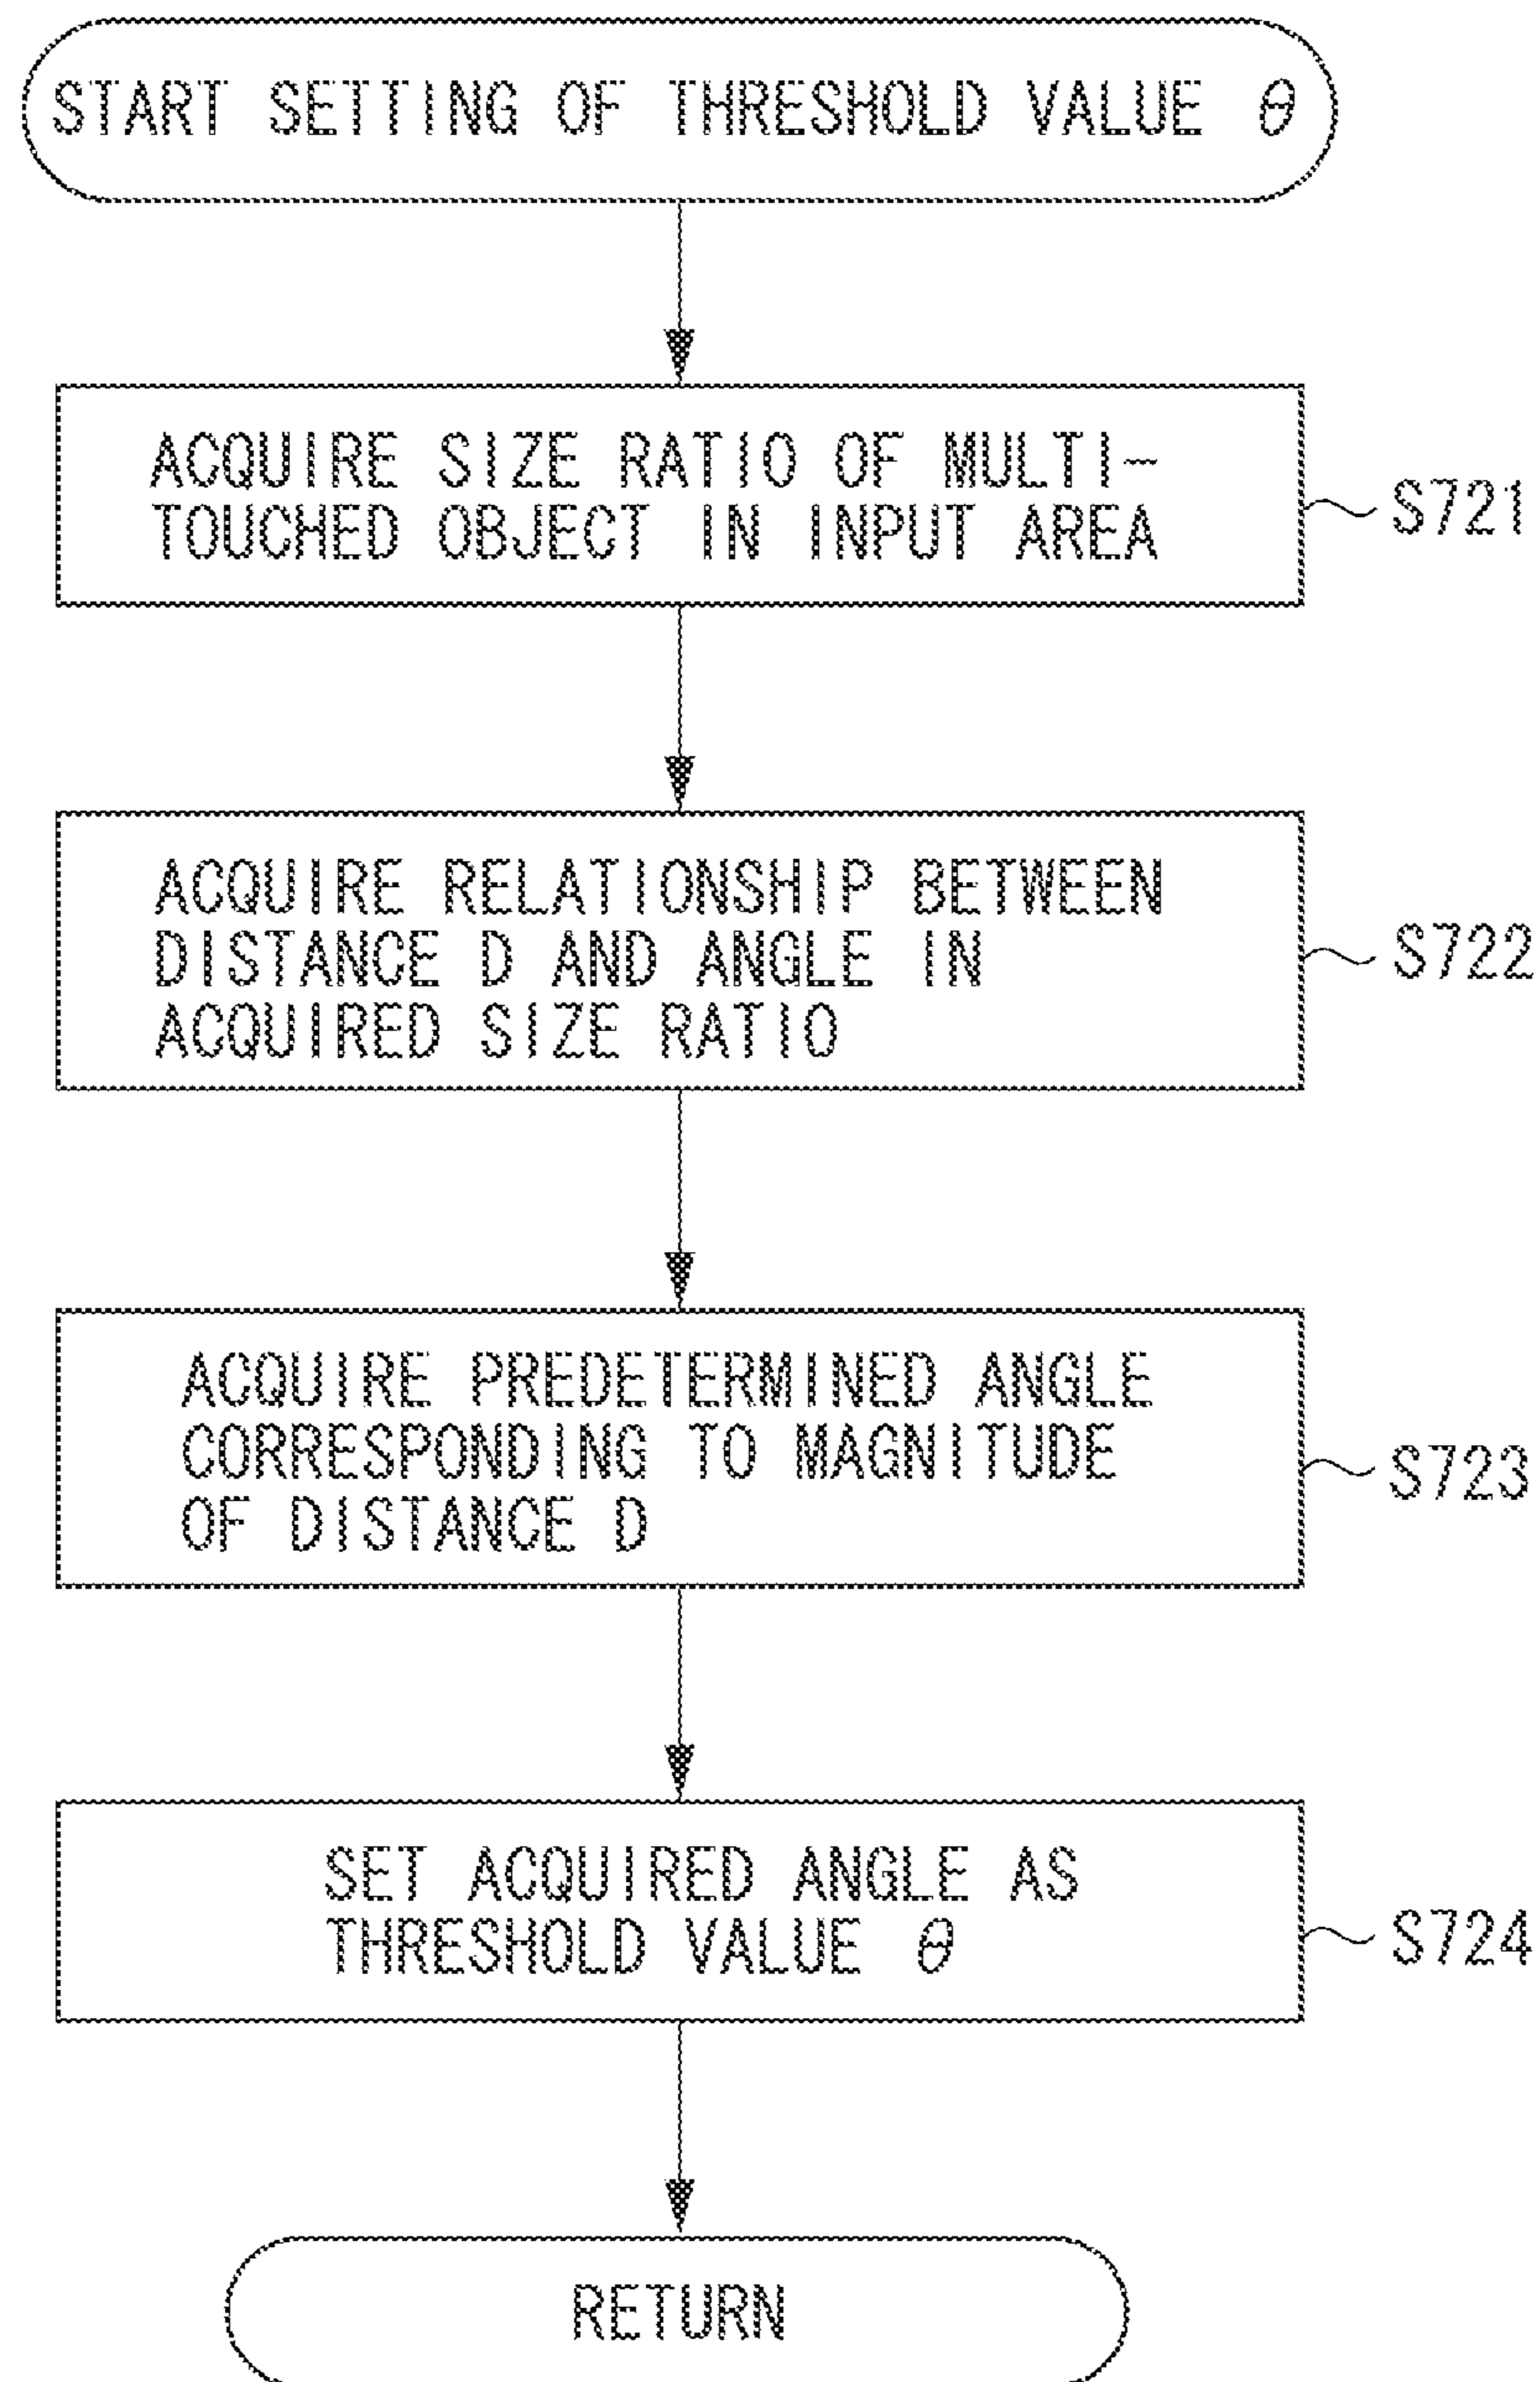 START SETTING OF THRESHOLD VALUE θ
ACQUIRE SIZE RATIO OF MULTI-
TOUCHED OBJECT IN INPUT AREA
S721
ACQUIRE RELATIONSHIP BETWEEN
DISTANCE D AND ANGLE IN
ACQUIRED SIZE RATIO
S722
ACQUIRE PREDETERMINED ANGLE
CORRESPONDING TO MAGNITUDE
OF DISTANCE D
S723
SET ACQUIRED ANGLE AS
THRESHOLD VALUE θ
S724
RETURN